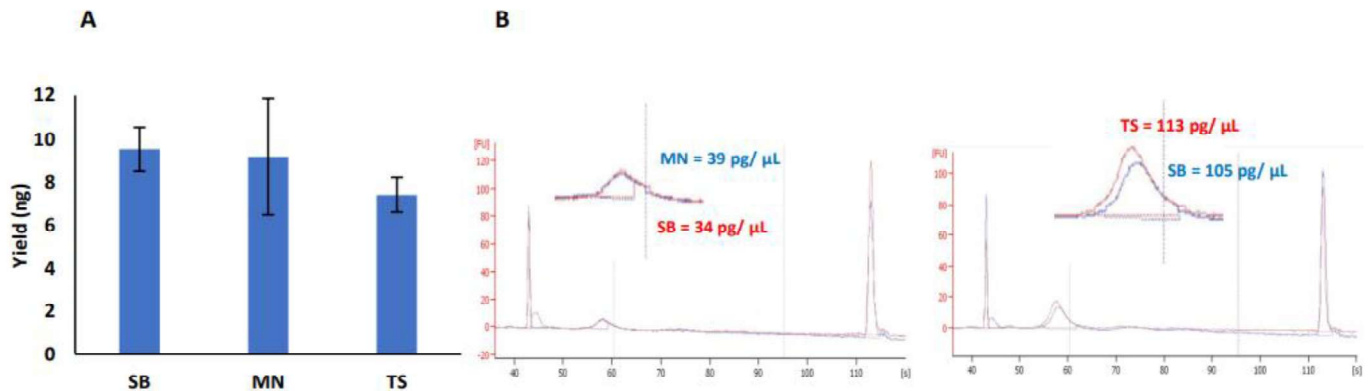 A
B
12
10
8
6
4
2
0
Yield (ng)
SB
MN
TS
[FU]
120
100
80
60
40
20
0
-20
40
50
60
70
80
90
100
110
[s]
MN = 39 pg/ µL
SB = 34 pg/ µL
[FU]
100
80
60
40
20
0
40
50
60
70
80
90
100
110
[s]
TS = 113 pg/ µL
SB = 105 pg/ µL